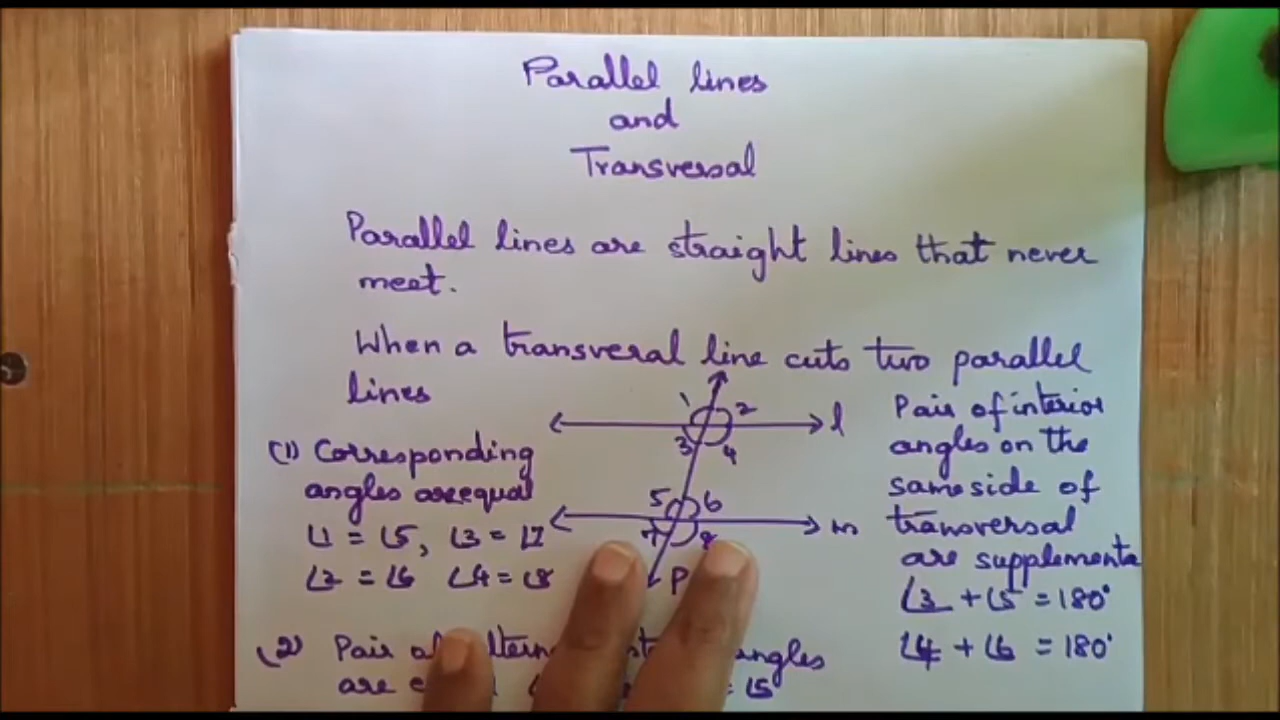 Parallel lines
and
Transversal
Parallel lines are straight lines that never
meet.
When a transveral line cuts two parallel
lines
(1) Corresponding
angles are equal
∠1 = ∠5, ∠3 = ∠7
∠2 = ∠6 ∠4 = ∠8
1 2
3 4
l
5 6
7 8
m
P
Pair of interior
angles on the
same side of
transversal
are supplementa
∠3 + ∠5 = 180°
∠4 + ∠6 = 180°
(2) Pair angles
are = ∠5